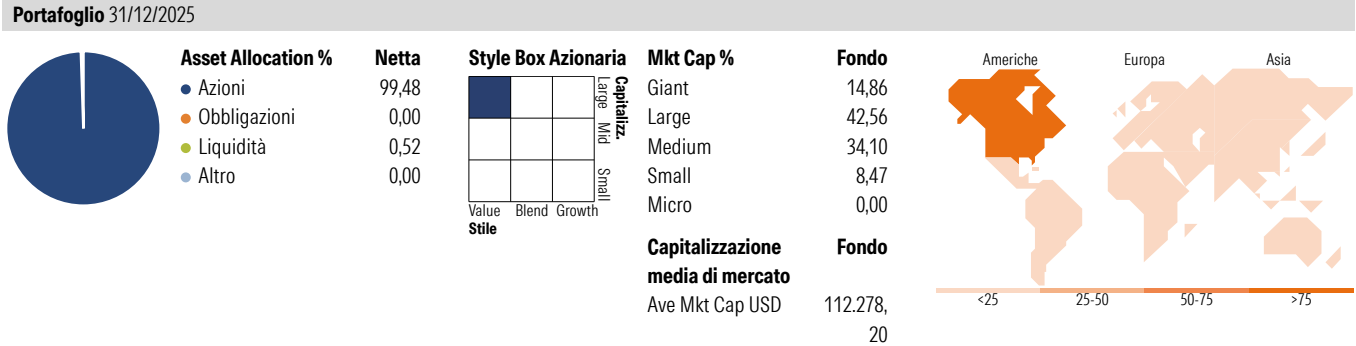 Portafoglio 31/12/2025
Asset Allocation % Netta
Azioni 99,48
Obbligazioni 0,00
Liquidità 0,52
Altro 0,00
Style Box Azionaria
Capitalizz.
Large Mid Small
Value Blend Growth
Stile
Mkt Cap % Fondo
Giant 14,86
Large 42,56
Medium 34,10
Small 8,47
Micro 0,00
Capitalizzazione Fondo
media di mercato
Ave Mkt Cap USD 112.278,
20
Americhe Europa Asia
<25 25-50 50-75 >75